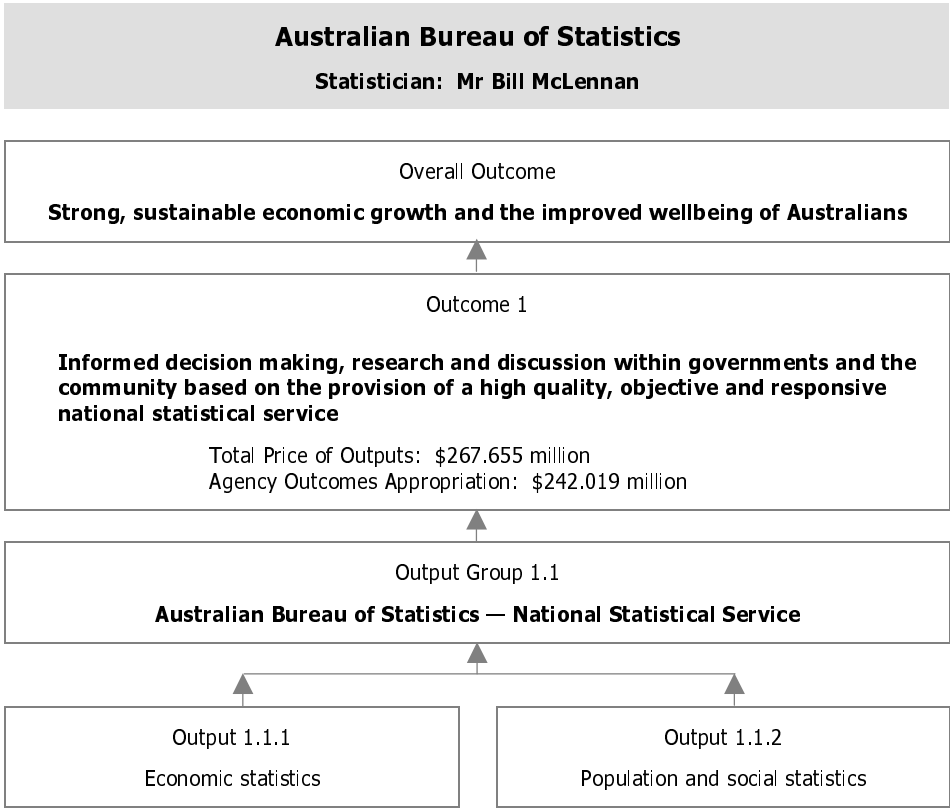 Australian Bureau of Statistics
Statistician: Mr Bill McLennan
Overall Outcome
Strong, sustainable economic growth and the improved wellbeing of Australians
Outcome 1
Informed decision making, research and discussion within governments and the
community based on the provision of a high quality, objective and responsive
national statistical service
Total Price of Outputs: $267.655 million
Agency Outcomes Appropriation: $242.019 million
Output Group 1.1
Australian Bureau of Statistics — National Statistical Service
Output 1.1.1
Economic statistics
Output 1.1.2
Population and social statistics